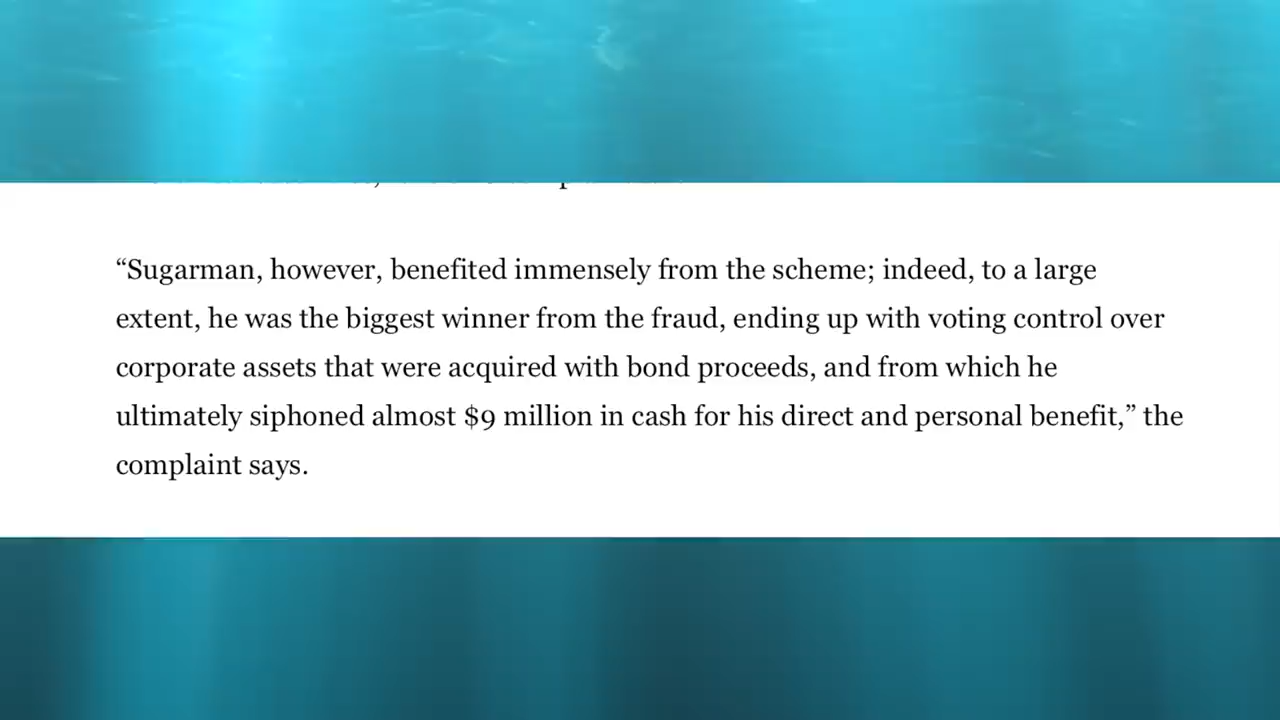 “Sugarman, however, benefited immensely from the scheme; indeed, to a large
extent, he was the biggest winner from the fraud, ending up with voting control over
corporate assets that were acquired with bond proceeds, and from which he
ultimately siphoned almost $9 million in cash for his direct and personal benefit,” the
complaint says.